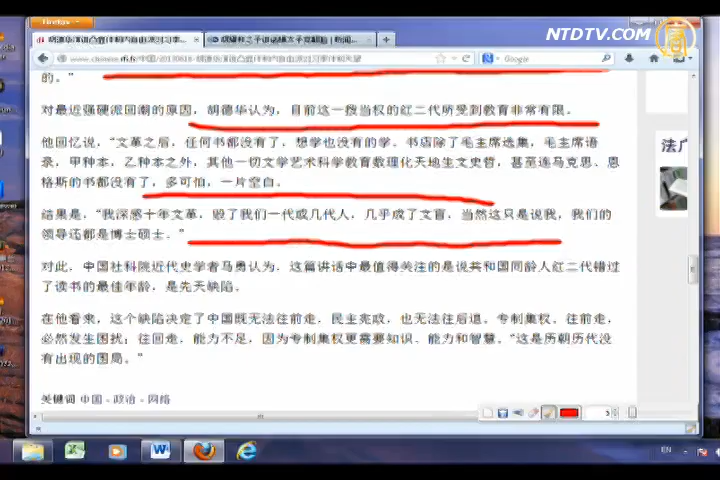 NTDTV.COM
Firefox
Google
的。”
对最近强硬派回潮的原因，胡德华认为，目前这一拨当权的红二代所受到教育非常有限。
他回忆说，“文革之后，任何书都没有了，想学也没有的学。书店除了毛主席选集，毛主席语
录，甲种本，乙种本之外，其他一切文学艺术科学教育数理化天地生文史哲，甚至连马克思、恩
格斯的书都没有了，多可怕，一片空白。
结果是，“我深感十年文革，毁了我们一代或几代人，几乎成了文盲，当然这只是说我，我们的
领导还都是博士硕士。”
对此，中国社科院近代史学者马勇认为，这篇讲话中最值得关注的是说共和国同龄人红二代错过
了读书的最佳年龄，是先天缺陷。
在他看来，这个缺陷决定了中国既无法往前走，民主宪政，也无法往后退。专制集权。往前走，
必然发生困扰；往回走，能力不足，因为专制集权更需要知识、能力和智慧。“这是历朝历代没
有出现的困局。”
关键词 中国 - 政治 - 网络
法广
EN